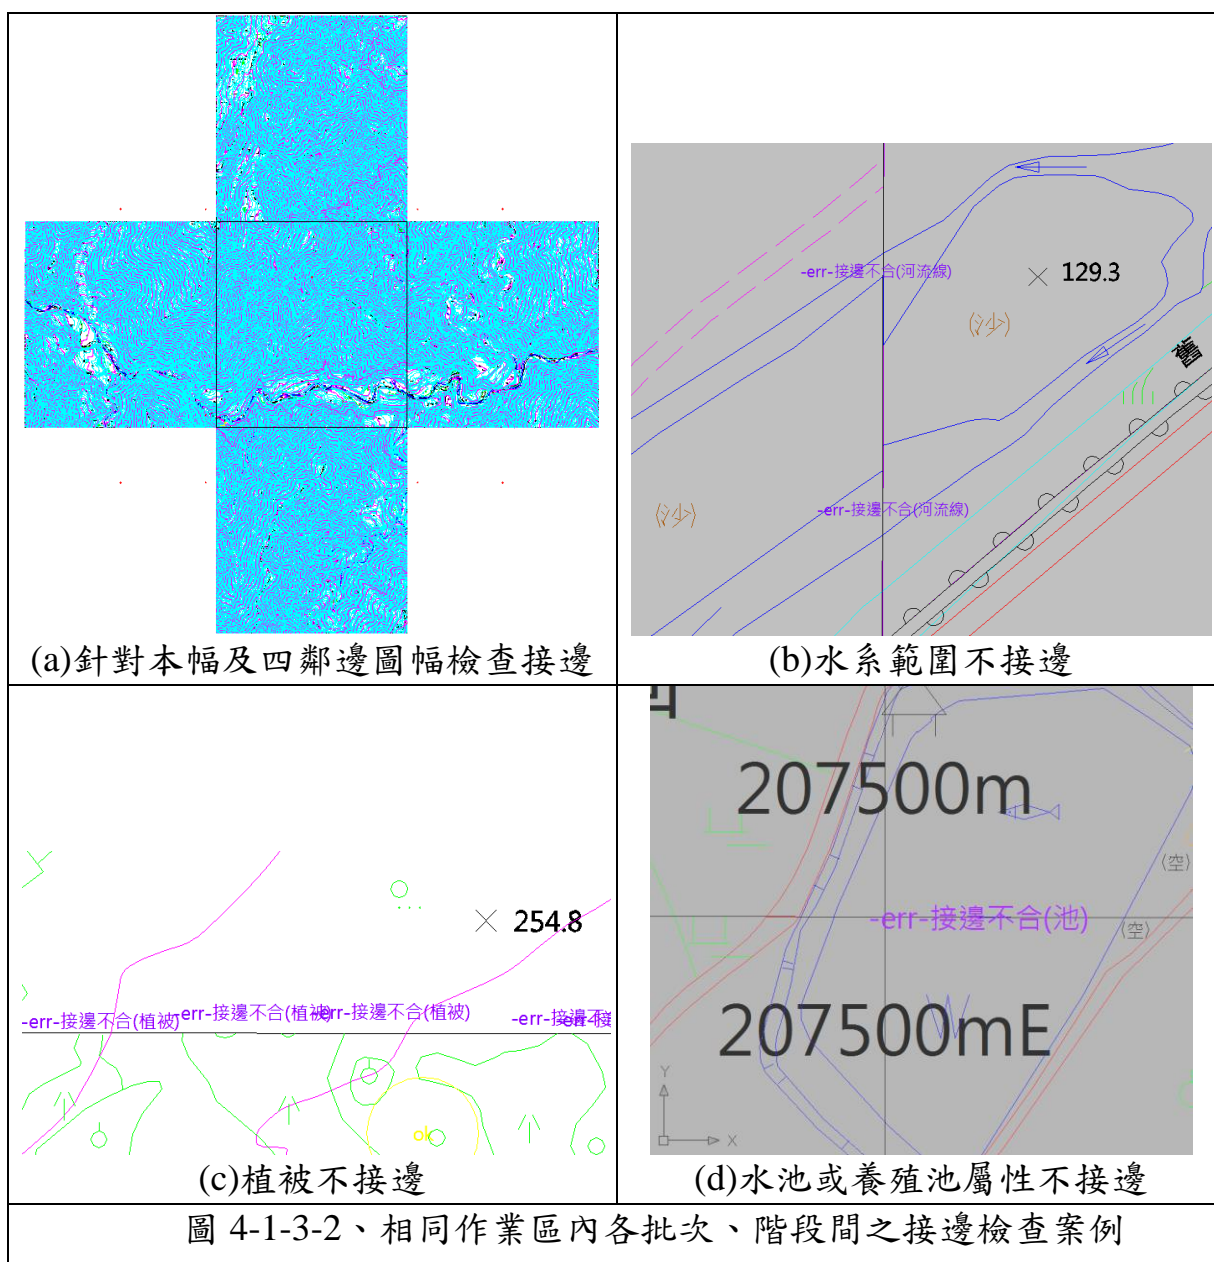 (a)針對本幅及四鄰邊圖幅檢查接邊
-err-接邊不合(河流線)
129.3
(沙)
舊
(沙)
-err-接邊不合(河流線)
(b)水系範圍不接邊
254.8
-err-接邊不合(植被)
-err-接邊不合(植被)
-err-接邊不合(植被)
-err-接邊不
ok
(c)植被不接邊
207500m
(空)
-err-接邊不合(池)
(空)
207500mE
Y
X
(d)水池或養殖池屬性不接邊
圖 4-1-3-2、相同作業區內各批次、階段間之接邊檢查案例